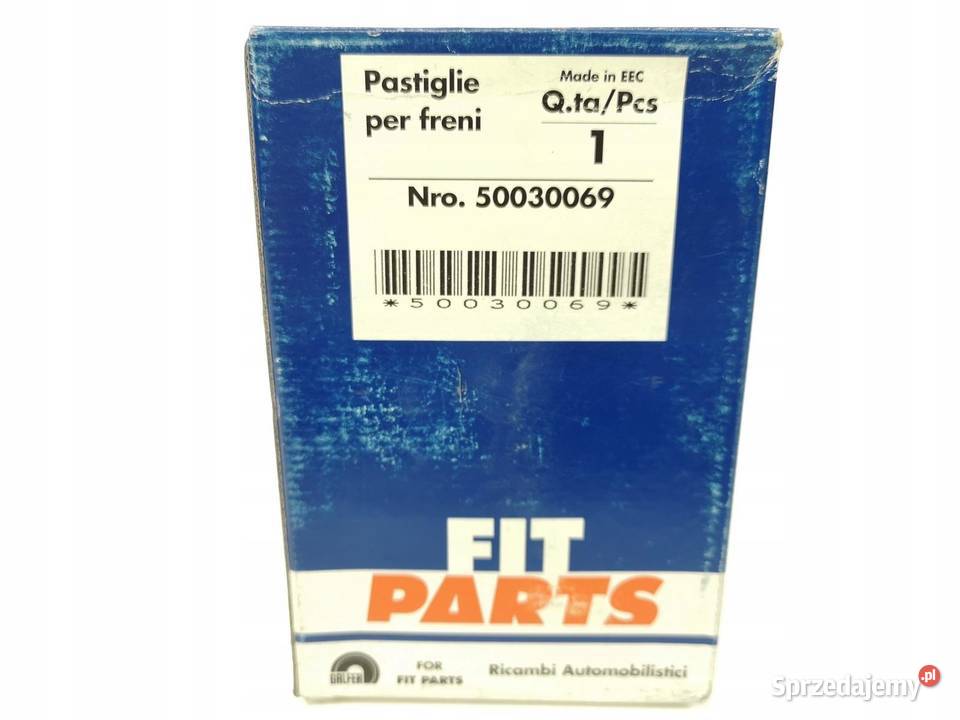 Pastiglie
per freni
Made in EEC
Q.ta/Pcs
1
Nro. 50030069
*50030069*
FIT
PARTS
GALFER
FOR
FIT PARTS
Ricambi Automobilistici
Sprzedajemy.pl